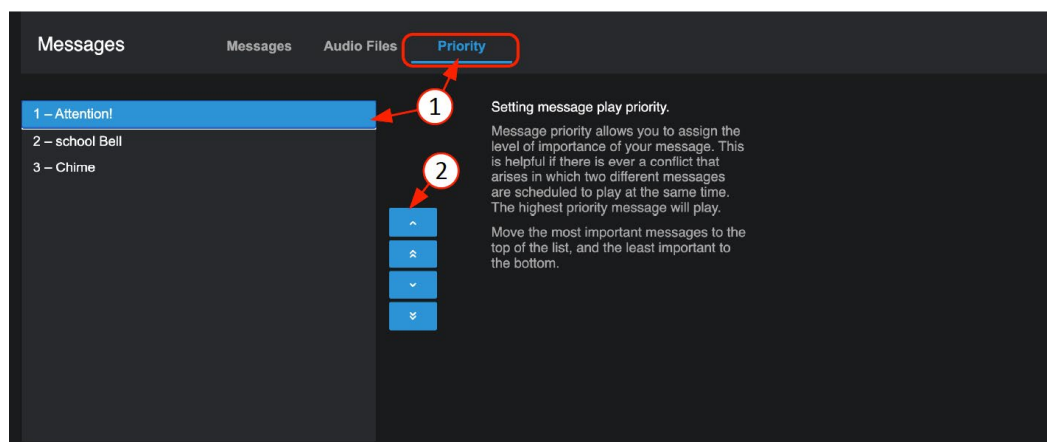 Messages
Messages Audio Files Priority
1 – Attention!
2 – school Bell
3 – Chime
1
2
Setting message play priority.
Message priority allows you to assign the
level of importance of your message. This
is helpful if there is ever a conflict that
arises in which two different messages
are scheduled to play at the same time.
The highest priority message will play.
Move the most important messages to the
top of the list, and the least important to
the bottom.